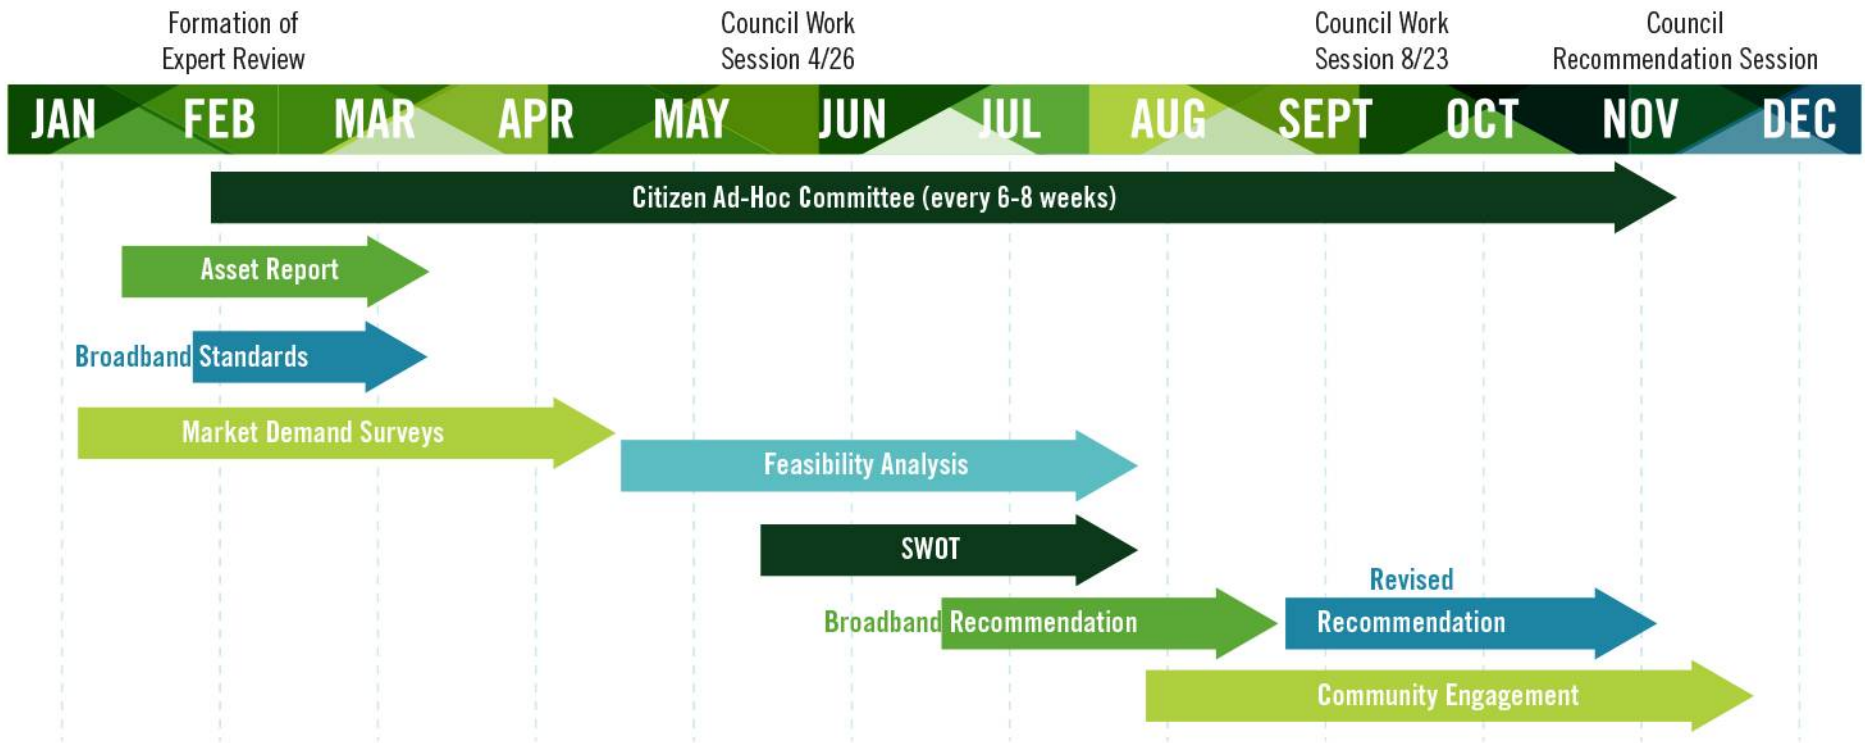 Formation of
Expert Review
Council Work
Session 4/26
Council Work
Session 8/23
Council
Recommendation Session
JAN FEB MAR APR MAY JUN JUL AUG SEPT OCT NOV DEC
Citizen Ad-Hoc Committee (every 6-8 weeks)
Asset Report
Broadband Standards
Market Demand Surveys
Feasibility Analysis
SWOT
Broadband Recommendation
Revised
Recommendation
Community Engagement